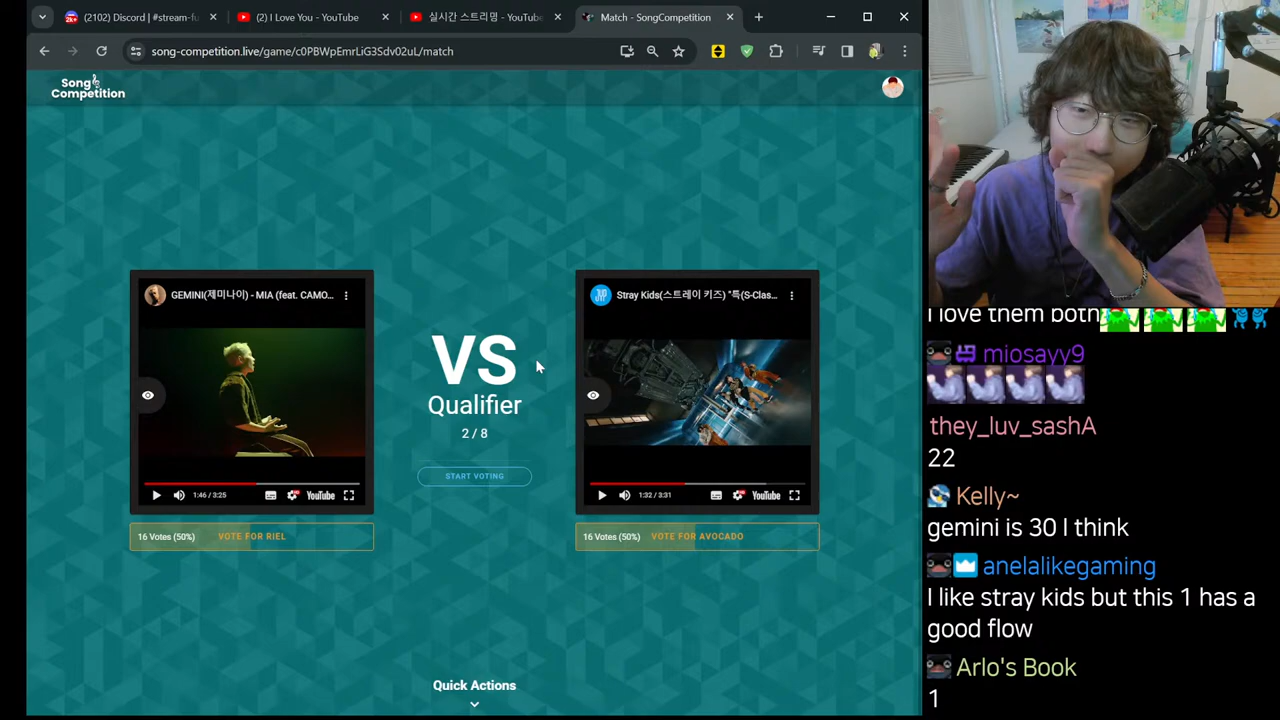 (2102) Discord | #stream-fu
(2) I Love You - YouTube
실시간 스트리밍 - YouTube
Match - SongCompetition
song-competition.live/game/c0PBWpEmrLiG3Sdv02uL/match
Song
Competition
GEMINI(제미나이) - MIA (feat. CAMO...
1:46 / 3:25
YouTube
16 Votes (50%)
VOTE FOR RIEL
VS
Qualifier
2 / 8
START VOTING
Stray Kids(스트레이 키즈) "특(S-Clas...
1:32 / 3:31
YouTube
16 Votes (50%)
VOTE FOR AVOCADO
Quick Actions
I love them both
miosayy9
they_luv_sashA
22
Kelly~
gemini is 30 I think
anelalikegaming
I like stray kids but this 1 has a
good flow
Arlo's Book
1